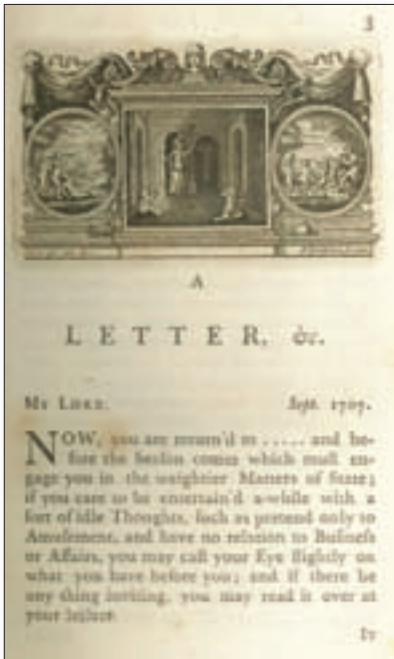 3
A
LETTER, &c.
MY LORD, Sept. 1707.
NOW, you are return'd to ..... and be-
fore the Session comes which must en-
gage you in the weightier Matters of State;
if you care to be entertain'd a-while with a
sort of idle Thoughts, such as pretend only to
Amusement, and have no relation to Business
or Affairs, you may cast your Eye slightly on
what you have before you; and if there be
any thing inviting, you may read it over at
your leisure.
IT